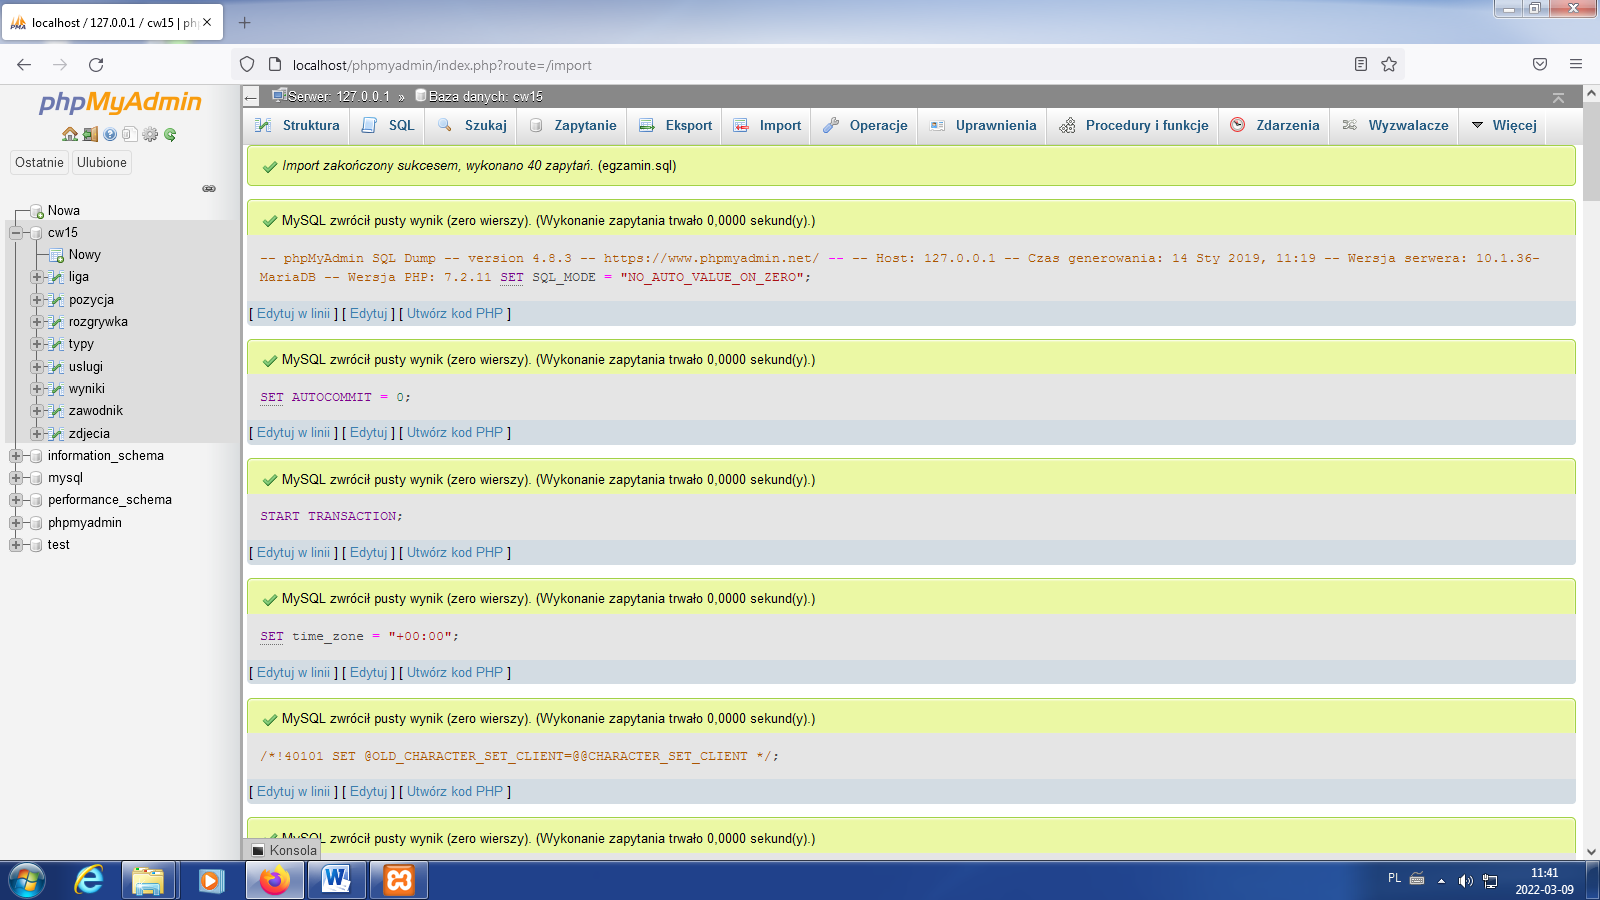 localhost / 127.0.0.1 / cw15 | ph
localhost/phpmyadmin/index.php?route=/import
phpMyAdmin
Ostatnie Ulubione
Nowa
cw15
Nowy
liga
pozycja
rozgrywka
typy
uslugi
wyniki
zawodnik
zdjecia
information_schema
mysql
performance_schema
phpmyadmin
test
Serwer: 127.0.0.1 » Baza danych: cw15
Struktura SQL Szukaj Zapytanie Eksport Import Operacje Uprawnienia Procedury i funkcje Zdarzenia Wyzwalacze Więcej
Import zakończony sukcesem, wykonano 40 zapytań. (egzamin.sql)
MySQL zwrócił pusty wynik (zero wierszy). (Wykonanie zapytania trwało 0,0000 sekund(y).)
-- phpMyAdmin SQL Dump -- version 4.8.3 -- https://www.phpmyadmin.net/ -- -- Host: 127.0.0.1 -- Czas generowania: 14 Sty 2019, 11:19 -- Wersja serwera: 10.1.36-
MariaDB -- Wersja PHP: 7.2.11 SET SQL_MODE = "NO_AUTO_VALUE_ON_ZERO";
[ Edytuj w linii ] [ Edytuj ] [ Utwórz kod PHP ]
MySQL zwrócił pusty wynik (zero wierszy). (Wykonanie zapytania trwało 0,0000 sekund(y).)
SET AUTOCOMMIT = 0;
[ Edytuj w linii ] [ Edytuj ] [ Utwórz kod PHP ]
MySQL zwrócił pusty wynik (zero wierszy). (Wykonanie zapytania trwało 0,0000 sekund(y).)
START TRANSACTION;
[ Edytuj w linii ] [ Edytuj ] [ Utwórz kod PHP ]
MySQL zwrócił pusty wynik (zero wierszy). (Wykonanie zapytania trwało 0,0000 sekund(y).)
SET time_zone = "+00:00";
[ Edytuj w linii ] [ Edytuj ] [ Utwórz kod PHP ]
MySQL zwrócił pusty wynik (zero wierszy). (Wykonanie zapytania trwało 0,0000 sekund(y).)
/*!40101 SET @OLD_CHARACTER_SET_CLIENT=@@CHARACTER_SET_CLIENT */;
[ Edytuj w linii ] [ Edytuj ] [ Utwórz kod PHP ]
MySQL zwrócił pusty wynik (zero wierszy). (Wykonanie zapytania trwało 0,0000 sekund(y).)
Konsola
PL
11:41
2022-03-09